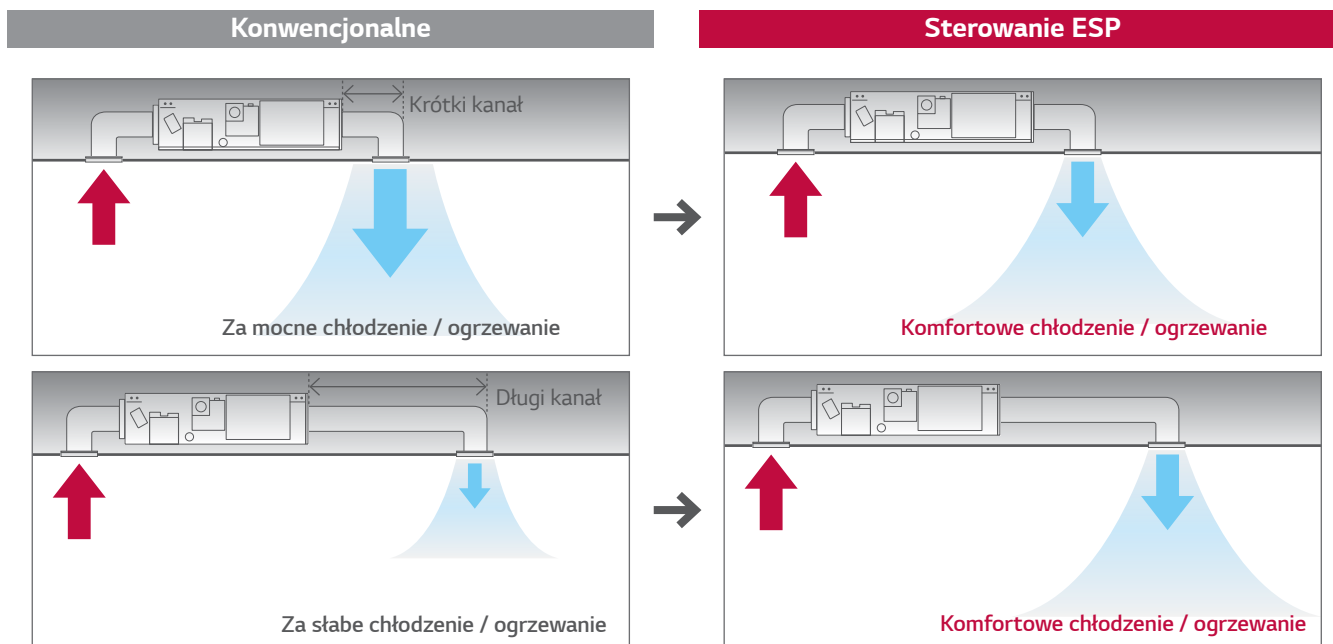 Konwencjonalne
Sterowanie ESP
Krótki kanał
Za mocne chłodzenie / ogrzewanie
Komfortowe chłodzenie / ogrzewanie
Długi kanał
Za słabe chłodzenie / ogrzewanie
Komfortowe chłodzenie / ogrzewanie